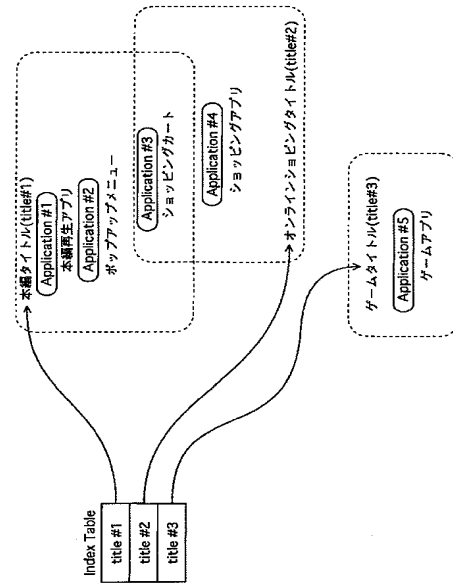 Index Table
title #1
title #2
title #3
本編タイトル(title#1)
Application #1
本編再生アプリ
Application #2
ポップアップメニュー
Application #3
ショッピングカート
Application #4
ショッピングアプリ
オンラインショッピングタイトル(title#2)
ゲームタイトル(title#3)
Application #5
ゲームアプリ